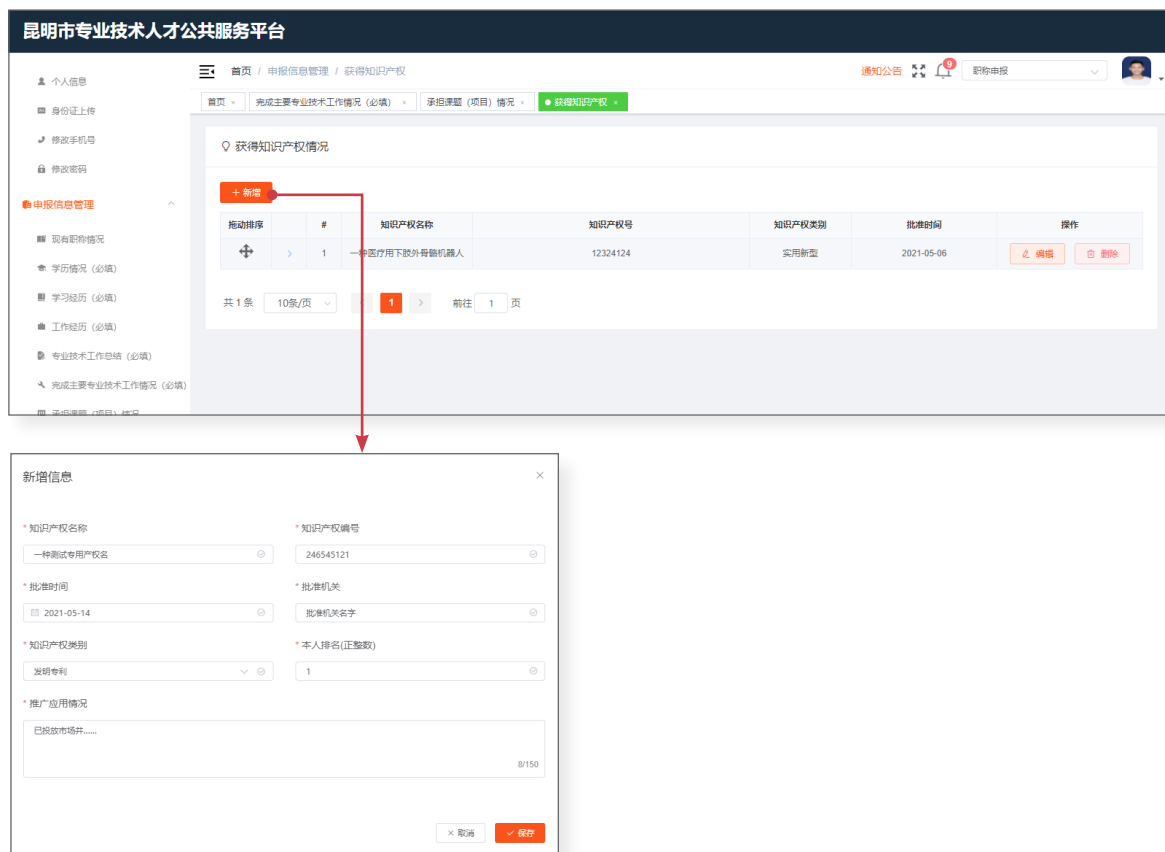 昆明市专业技术人才公共服务平台
个人信息
身份证上传
修改手机号
修改密码
申报信息管理
现有职称情况
学历情况（必填）
学习经历（必填）
工作经历（必填）
专业技术工作总结（必填）
完成主要专业技术工作情况（必填）
承担课题（项目）情况
首页 / 申报信息管理 / 获得知识产权
通知公告 9 职称申报
首页 × 完成主要专业技术工作情况（必填） × 承担课题（项目）情况 × 获得知识产权 ×
获得知识产权情况
+ 新增
拖动排序 # 知识产权名称 知识产权号 知识产权类别 批准时间 操作
1 一种医疗用下肢外骨骼机器人 12324124 实用新型 2021-05-06 编辑 删除
共 1 条 10条/页 < 1 > 前往 1 页
新增信息 ×
* 知识产权名称 * 知识产权编号
一种测试专用产权名 246545121
* 批准时间 * 批准机关
2021-05-14 批准机关名字
* 知识产权类别 * 本人排名(正整数)
发明专利 1
* 推广应用情况
已投放市场并......
8/150
× 取消 ✓ 保存